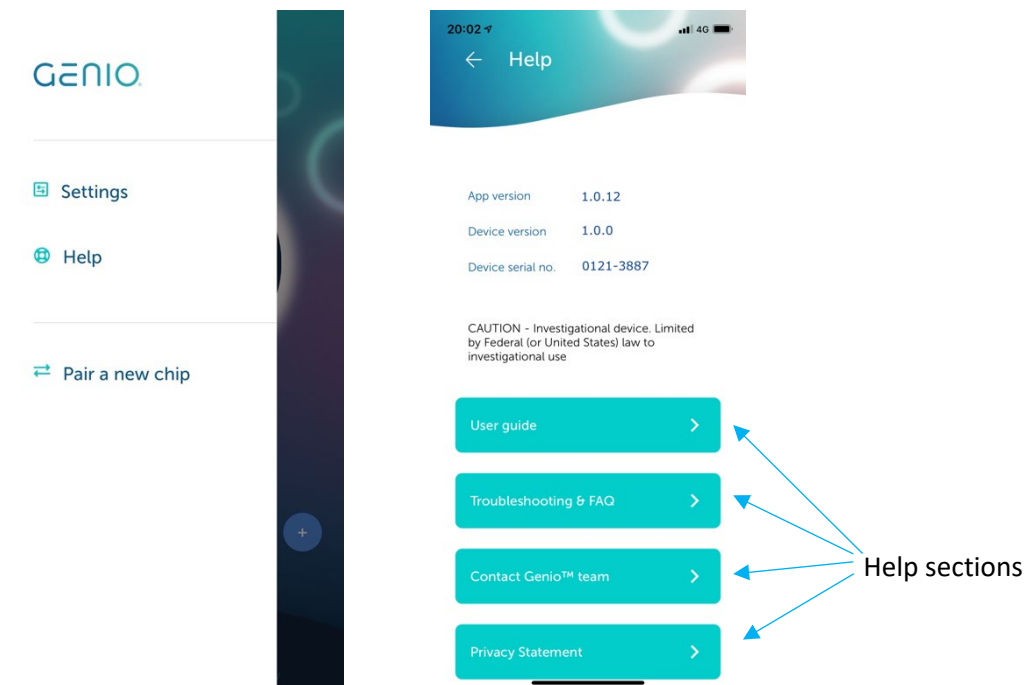 GENIO
Settings
Help
Pair a new chip
+
20:02
4G
Help
App version 1.0.12
Device version 1.0.0
Device serial no. 0121-3887
CAUTION - Investigational device. Limited
by Federal (or United States) law to
investigational use
User guide
Troubleshooting & FAQ
Contact Genio™ team
Privacy Statement
Help sections